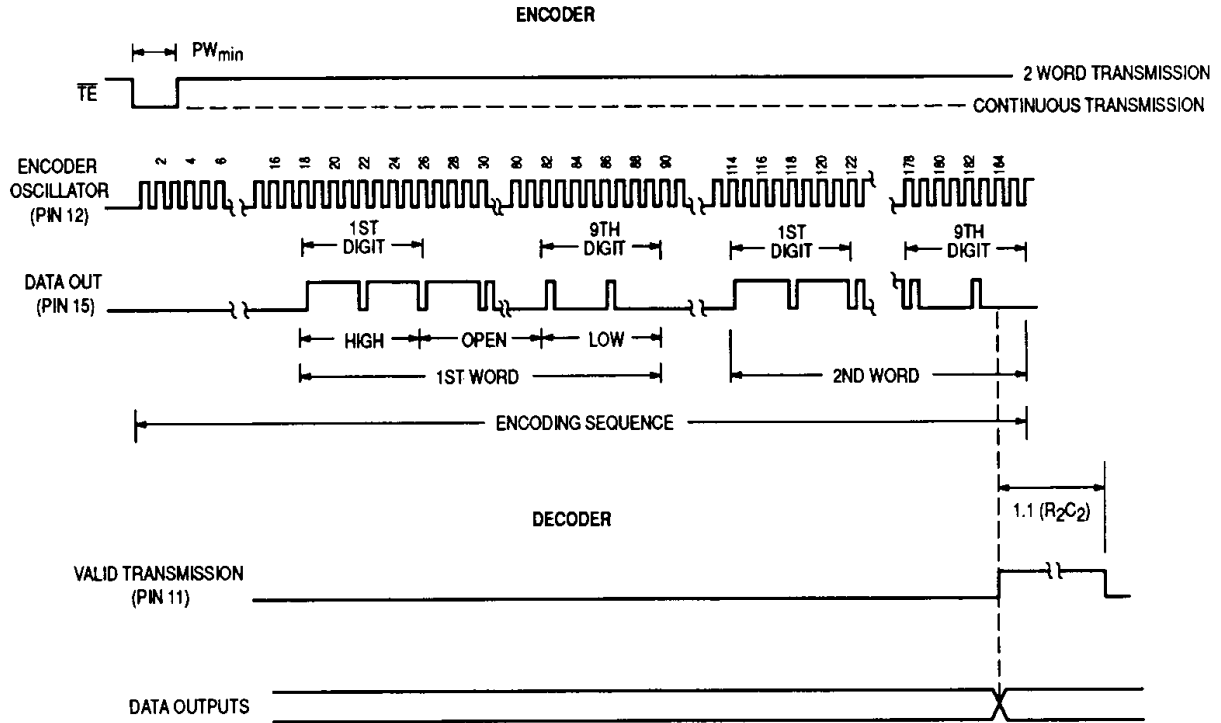 ENCODER
PWmin
TE
2 WORD TRANSMISSION
CONTINUOUS TRANSMISSION
ENCODER
OSCILLATOR
(PIN 12)
2 4 6 16 18 20 22 24 26 28 30 80 82 84 86 88 90 114 116 118 120 122 178 180 182 184
1ST
DIGIT
9TH
DIGIT
1ST
DIGIT
9TH
DIGIT
DATA OUT
(PIN 15)
HIGH OPEN LOW
1ST WORD 2ND WORD
ENCODING SEQUENCE
1.1 (R2C2)
DECODER
VALID TRANSMISSION
(PIN 11)
DATA OUTPUTS